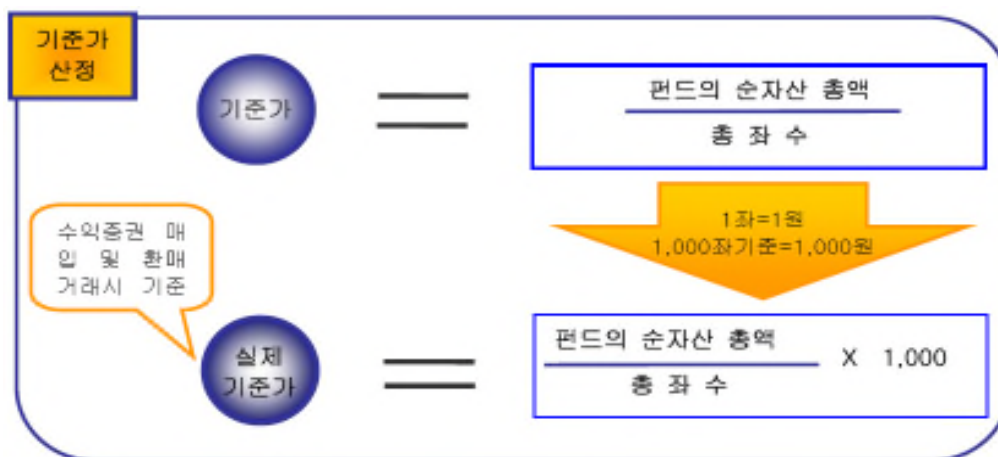 기준가
산정
기준가
펀드의 순자산 총액
총 좌 수
1좌=1원
1,000좌기준=1,000원
수익증권 매
입 및 환매
거래시 기준
실제
기준가
펀드의 순자산 총액
총 좌 수
X 1,000